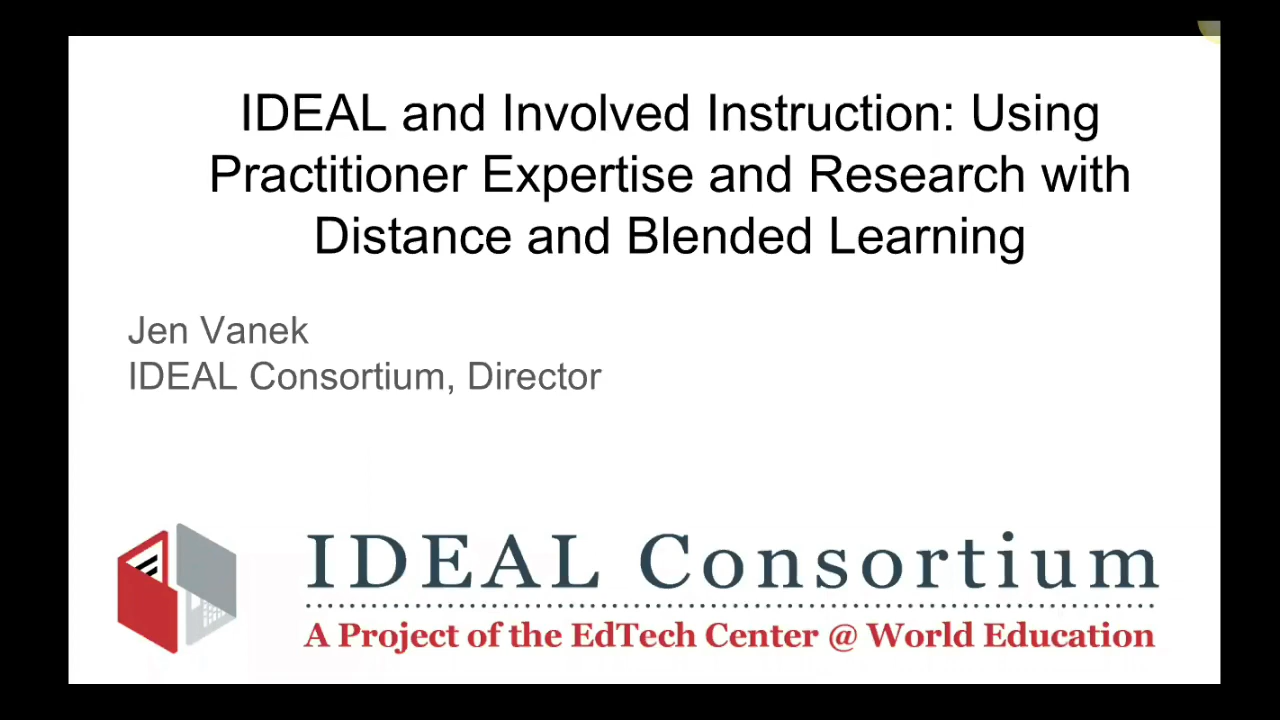 IDEAL and Involved Instruction: Using
Practitioner Expertise and Research with
Distance and Blended Learning
Jen Vanek
IDEAL Consortium, Director
IDEAL Consortium
A Project of the EdTech Center @ World Education